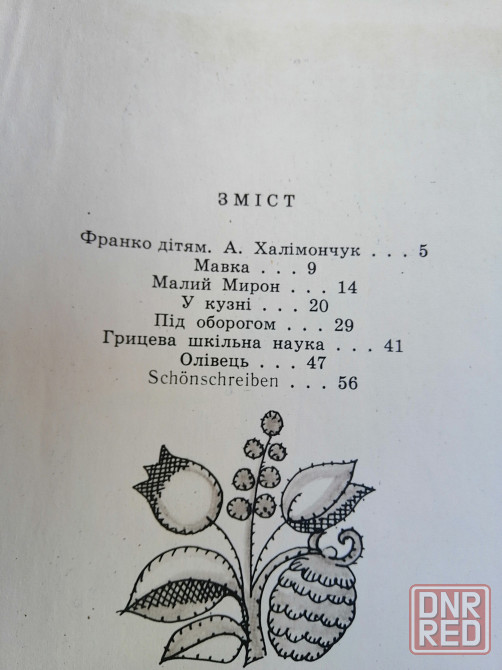 ЗМІСТ
Франко дітям. А. Халімончук . . . 5
Мавка . . . 9
Малий Мирон . . . 14
У кузні . . . 20
Під оборогом . . . 29
Грицева шкільна наука . . . 41
Олівець . . . 47
Schönschreiben . . . 56
DNR
RED